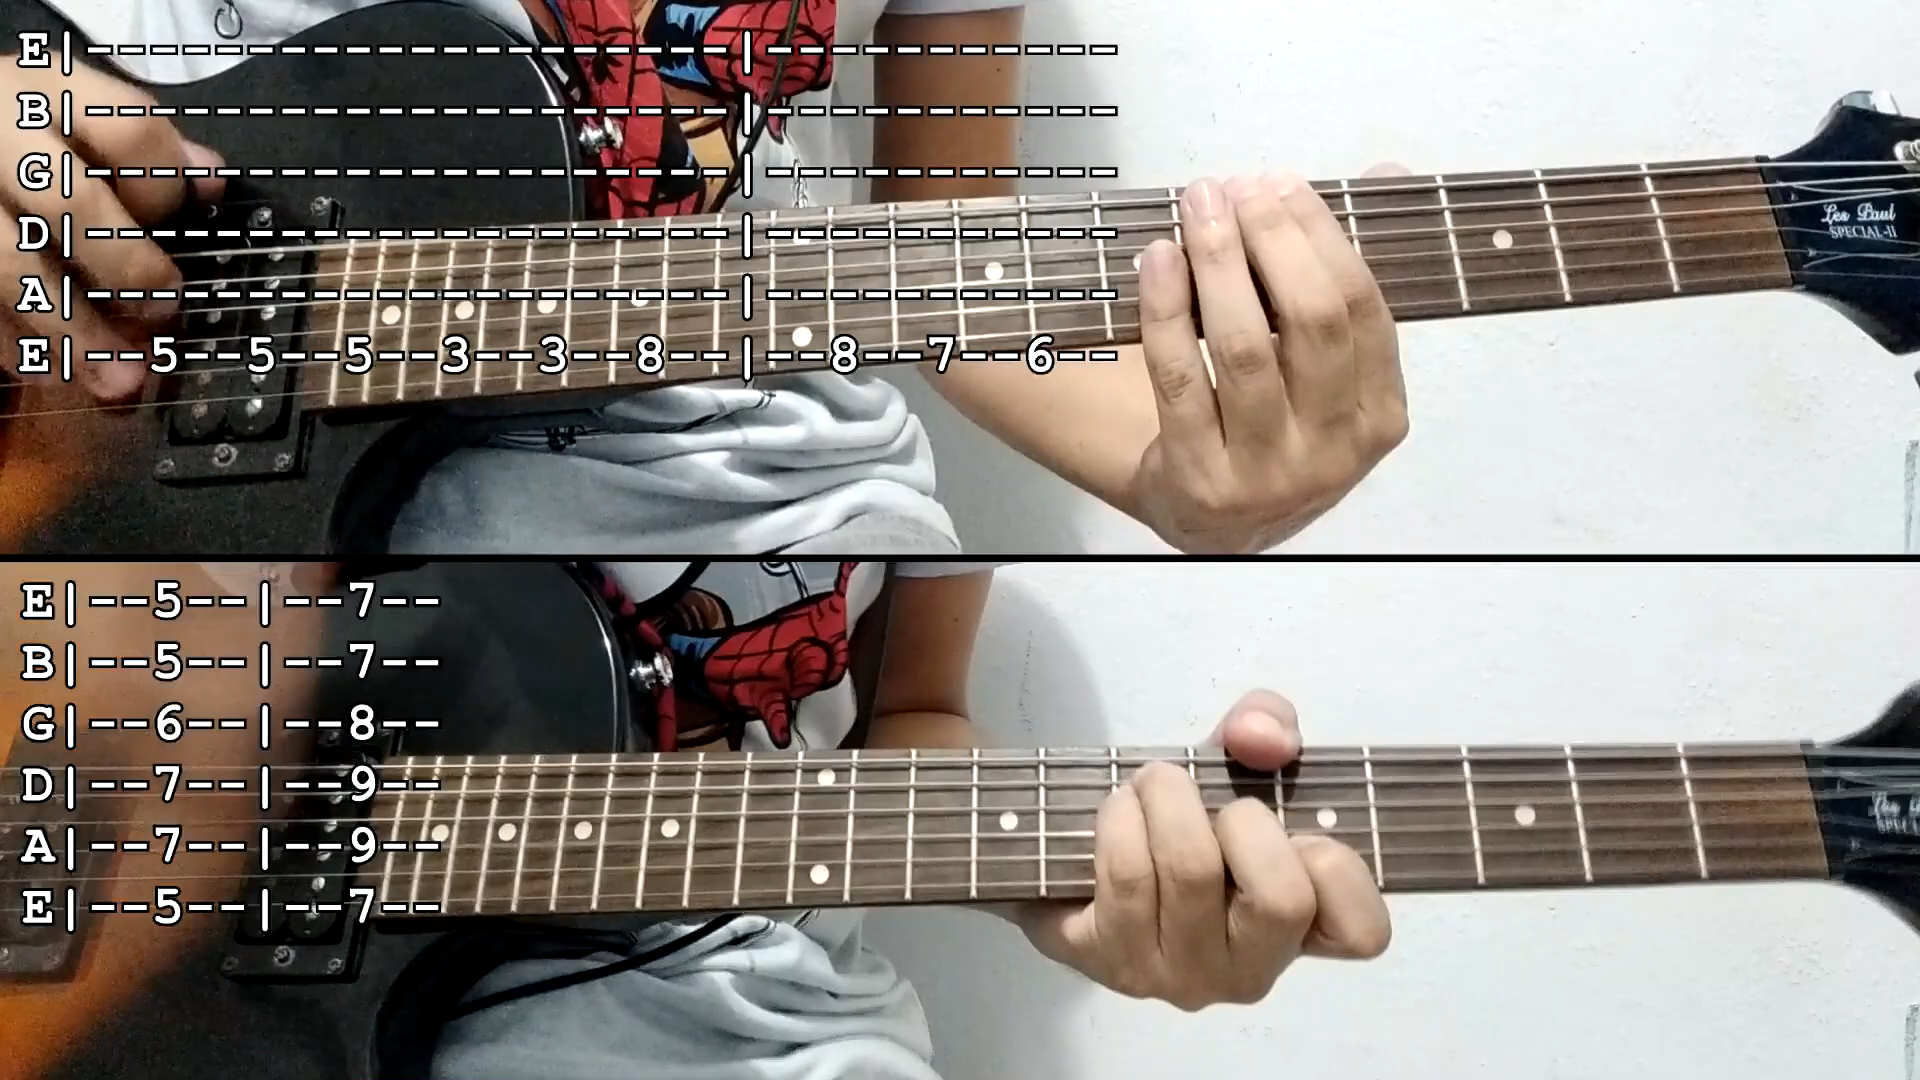 E|--------------------|-----------
B|--------------------|-----------
G|--------------------|-----------
D|--------------------|-----------
A|--------------------|-----------
E|--5--5--5--3--3--8--|--8--7--6--
Les Paul
SPECIAL-II
E|--5--|--7--
B|--5--|--7--
G|--6--|--8--
D|--7--|--9--
A|--7--|--9--
E|--5--|--7--